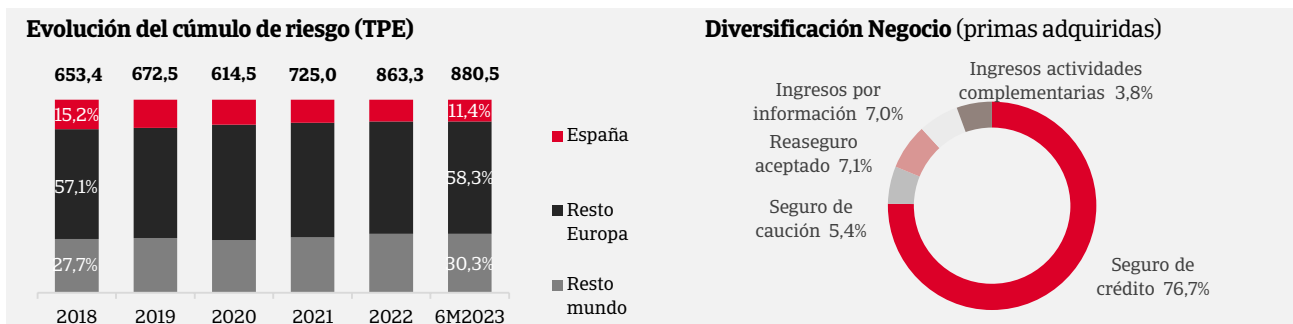 Evolución del cúmulo de riesgo (TPE)
653,4 672,5 614,5 725,0 863,3 880,5
15,2% 11,4%
57,1% 58,3%
27,7% 30,3%
2018 2019 2020 2021 2022 6M2023
España
Resto
Europa
Resto
mundo
Diversificación Negocio (primas adquiridas)
Ingresos actividades
complementarias 3,8%
Ingresos por
información 7,0%
Reaseguro
aceptado 7,1%
Seguro de
caución 5,4%
Seguro de
crédito 76,7%